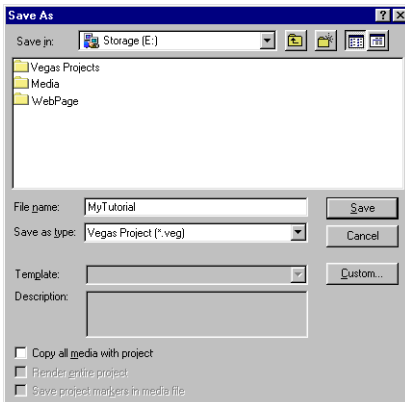 Save As
Save in: Storage (E:)
Vegas Projects
Media
WebPage
File name: MyTutorial Save
Save as type: Vegas Project (*.veg) Cancel
Template: Custom...
Description:
Copy all media with project
Render entire project
Save project markers in media file